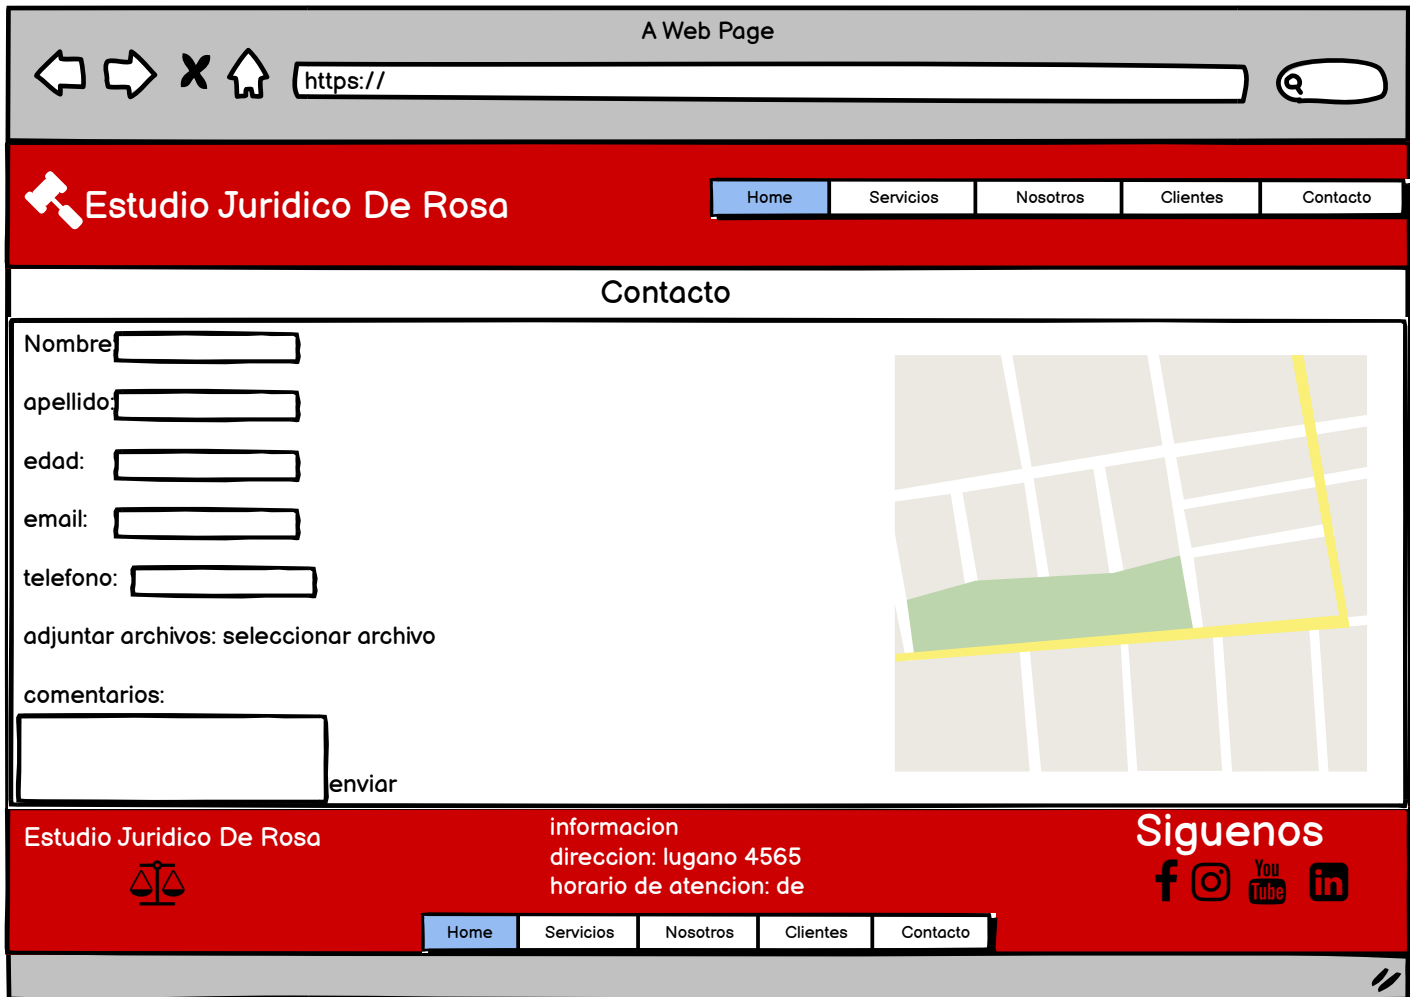 A Web Page
https://
Estudio Juridico De Rosa
Home Servicios Nosotros Clientes Contacto
Contacto
Nombre
apellido:
edad:
email:
telefono:
adjuntar archivos: seleccionar archivo
comentarios:
enviar
Estudio Juridico De Rosa
informacion
direccion: lugano 4565
horario de atencion: de
Siguenos
f You Tube in
Home Servicios Nosotros Clientes Contacto